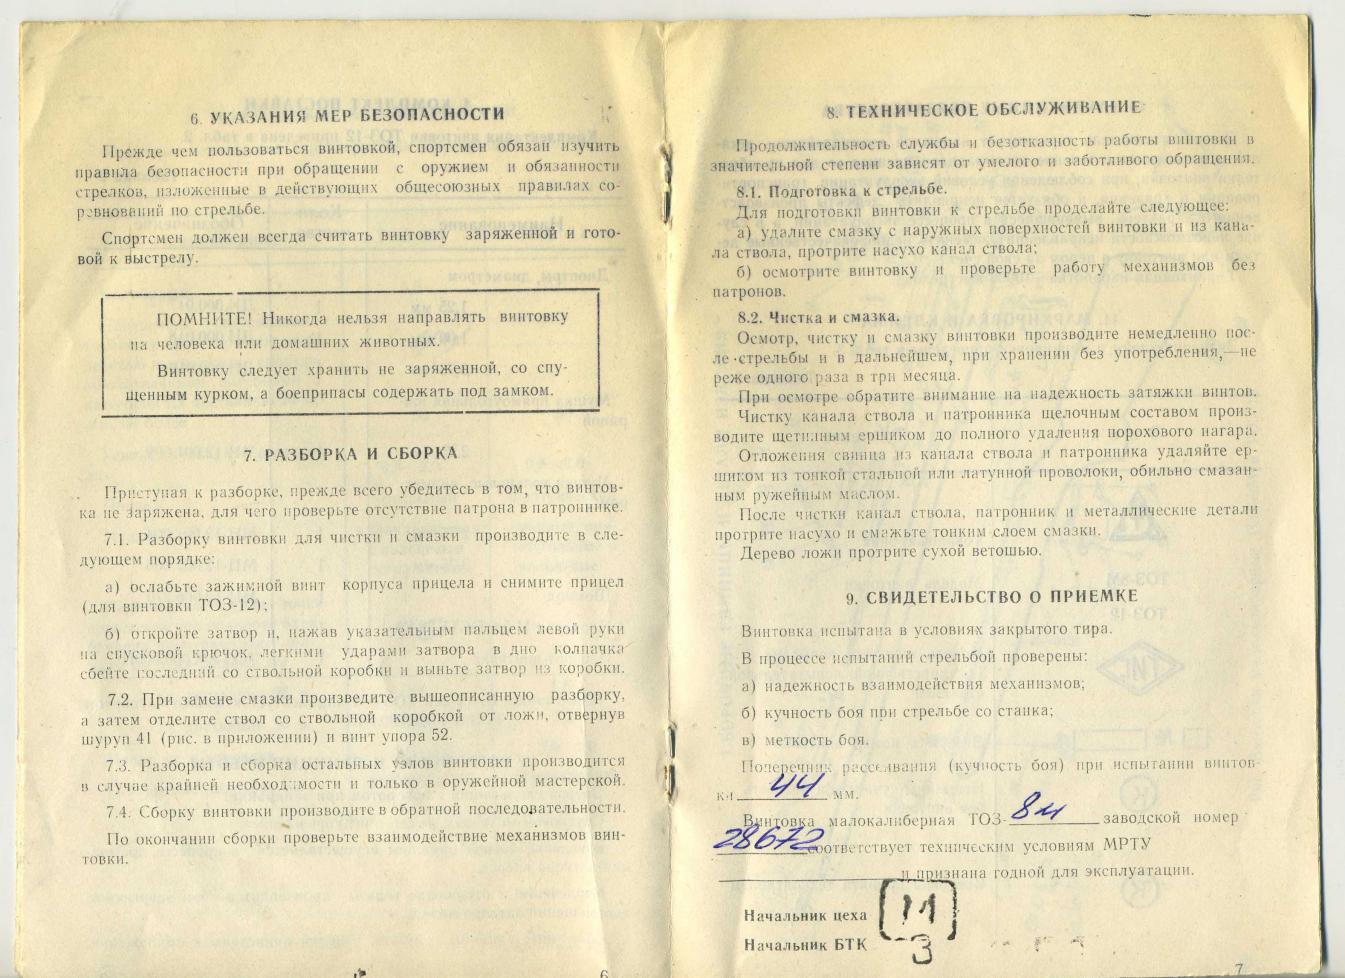 6. УКАЗАНИЯ МЕР БЕЗОПАСНОСТИ
Прежде чем пользоваться винтовкой, спортсмен обязан изучить
правила безопасности при обращении с оружием и обязанности
стрелков, изложенные в действующих общесоюзных правилах со-
ревнований по стрельбе.
Спортсмен должен всегда считать винтовку заряженной и гото-
вой к выстрелу.
ПОМНИТЕ! Никогда нельзя направлять винтовку
на человека или домашних животных.
Винтовку следует хранить не заряженной, со спу-
щенным курком, а боеприпасы содержать под замком.
7. РАЗБОРКА И СБОРКА
Приступая к разборке, прежде всего убедитесь в том, что винтов-
ка не заряжена, для чего проверьте отсутствие патрона в патроннике.
7.1. Разборку винтовки для чистки и смазки производите в сле-
дующем порядке:
а) ослабьте зажимной винт корпуса прицела и снимите прицел
(для винтовки ТОЗ-12);
б) откройте затвор и, нажав указательным пальцем левой руки
на спусковой крючок, легкими ударами затвора в дно колпачка
сбейте последний со ствольной коробки и выньте затвор из коробки.
7.2. При замене смазки произведите вышеописанную разборку,
а затем отделите ствол со ствольной коробкой от ложи, отвернув
шуруп 41 (рис. в приложении) и винт упора 52.
7.3. Разборка и сборка остальных узлов винтовки производится
в случае крайней необходимости и только в оружейной мастерской.
7.4. Сборку винтовки производите в обратной последовательности.
По окончании сборки проверьте взаимодействие механизмов вин-
товки.
6
8. ТЕХНИЧЕСКОЕ ОБСЛУЖИВАНИЕ
Продолжительность службы и безотказность работы винтовки в
значительной степени зависят от умелого и заботливого обращения.
8.1. Подготовка к стрельбе.
Для подготовки винтовки к стрельбе проделайте следующее:
а) удалите смазку с наружных поверхностей винтовки и из кана-
ла ствола, протрите насухо канал ствола;
б) осмотрите винтовку и проверьте работу механизмов без
патронов.
8.2. Чистка и смазка.
Осмотр, чистку и смазку винтовки производите немедленно пос-
ле стрельбы и в дальнейшем, при хранении без употребления,—не
реже одного раза в три месяца.
При осмотре обратите внимание на надежность затяжки винтов.
Чистку канала ствола и патронника щелочным составом произ-
водите щетинным ершиком до полного удаления порохового нагара.
Отложения свинца из канала ствола и патронника удаляйте ер-
шиком из тонкой стальной или латунной проволоки, обильно смазан-
ным ружейным маслом.
После чистки канал ствола, патронник и металлические детали
протрите насухо и смажьте тонким слоем смазки.
Дерево ложи протрите сухой ветошью.
9. СВИДЕТЕЛЬСТВО О ПРИЕМКЕ
Винтовка испытана в условиях закрытого тира.
В процессе испытаний стрельбой проверены:
а) надежность взаимодействия механизмов;
б) кучность боя при стрельбе со станка;
в) меткость боя.
Поперечник рассеивания (кучность боя) при испытании винтов-
ки 44 мм.
Винтовка малокалиберная ТОЗ- 8м заводской номер
28672 соответствует техническим условиям МРТУ
и признана годной для эксплуатации.
Начальник цеха
Начальник БТК 3
7